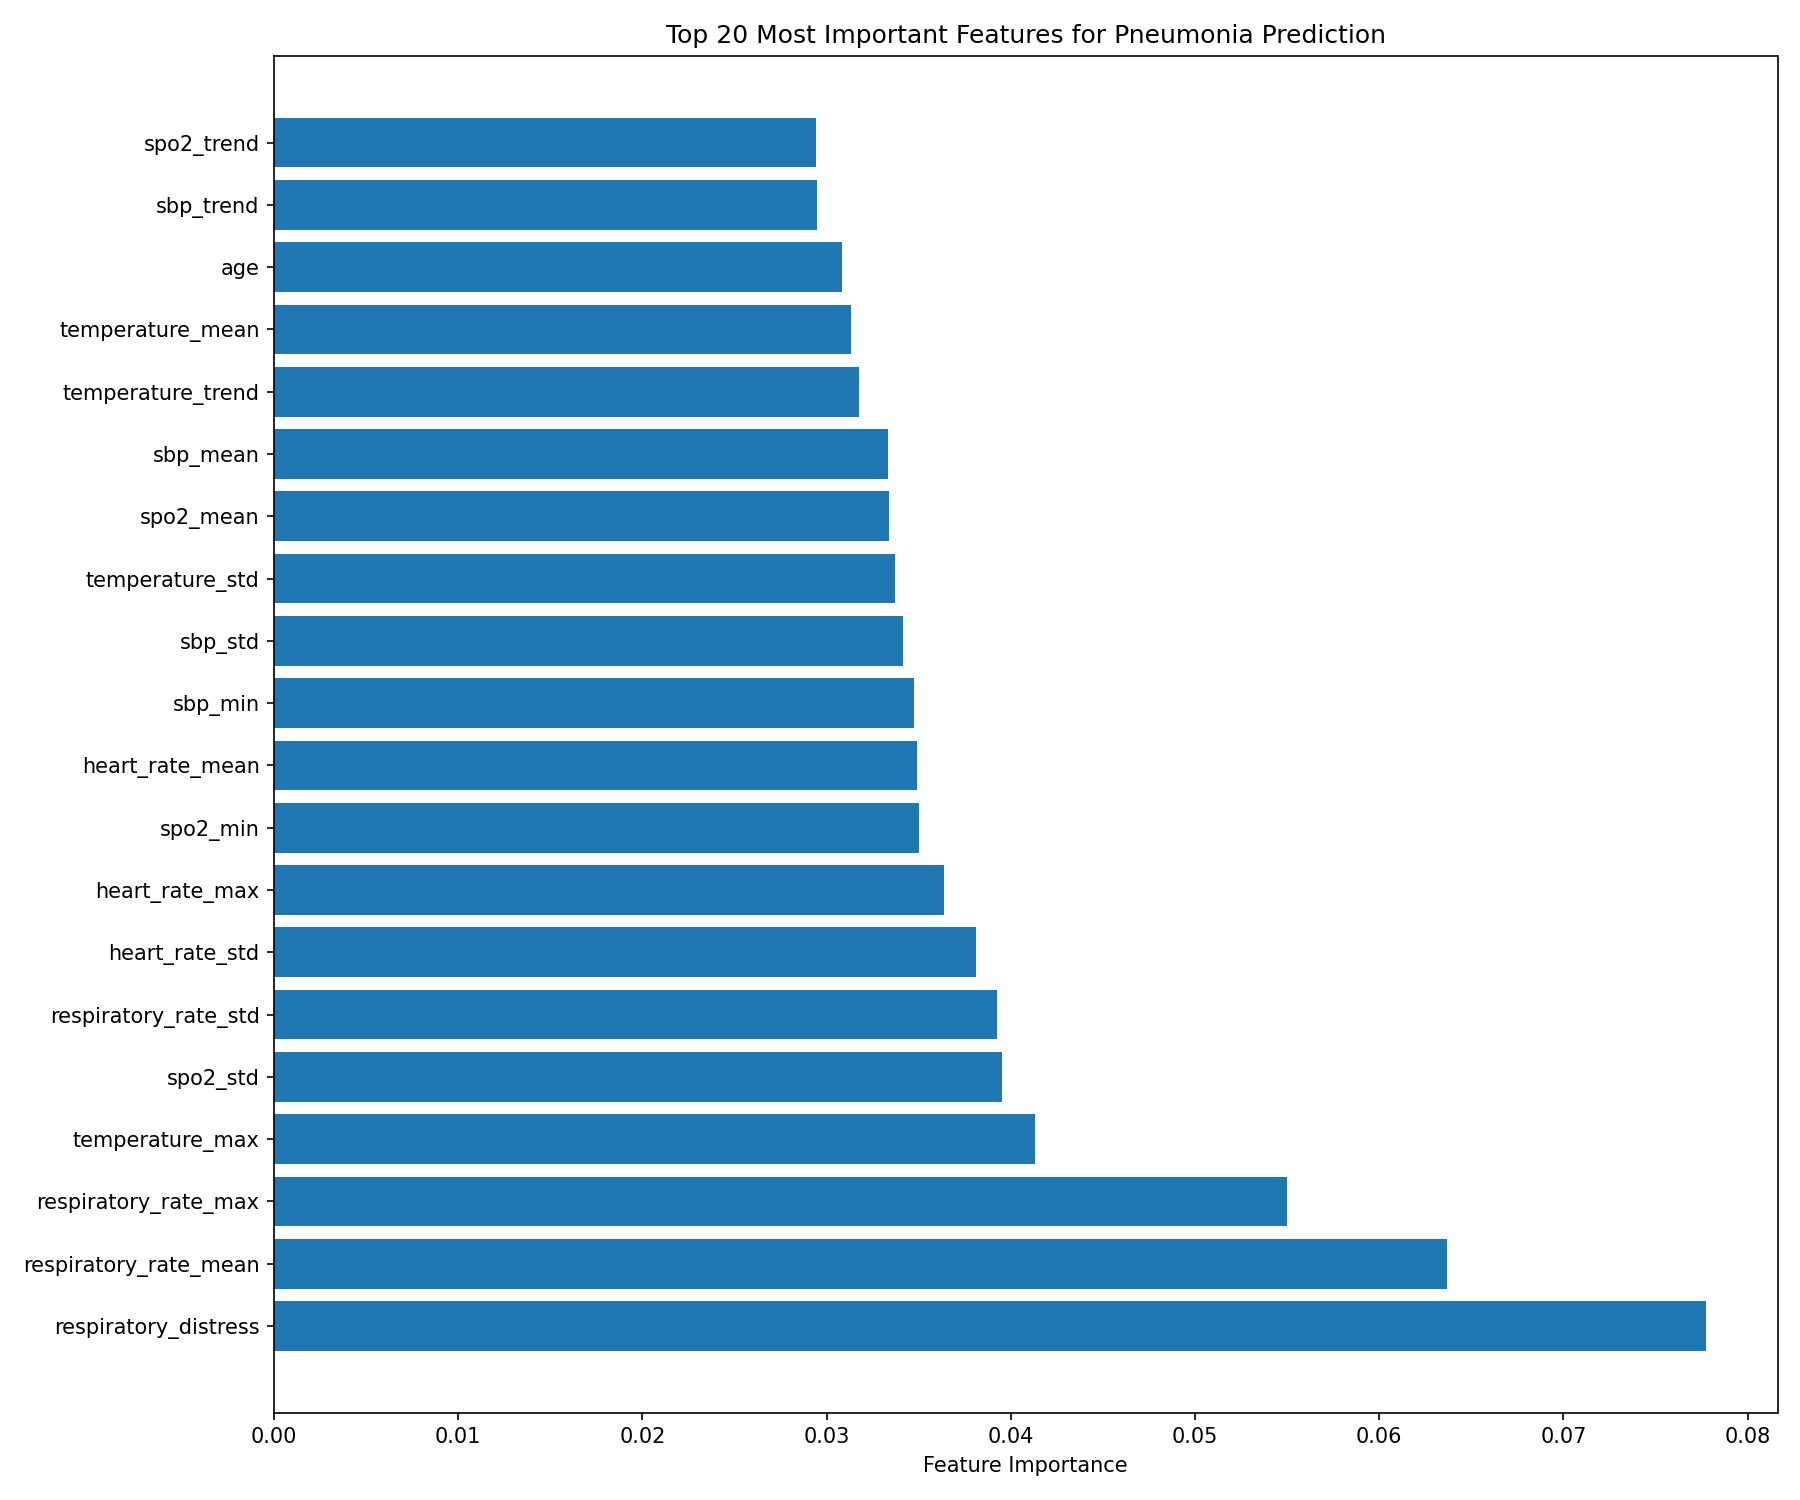 Top 20 Most Important Features for Pneumonia Prediction
spo2_trend
sbp_trend
age
temperature_mean
temperature_trend
sbp_mean
spo2_mean
temperature_std
sbp_std
sbp_min
heart_rate_mean
spo2_min
heart_rate_max
heart_rate_std
respiratory_rate_std
spo2_std
temperature_max
respiratory_rate_max
respiratory_rate_mean
respiratory_distress
0.00 0.01 0.02 0.03 0.04 0.05 0.06 0.07 0.08
Feature Importance